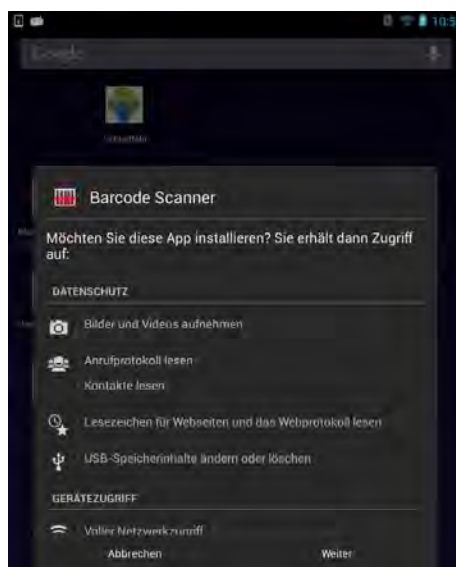 10:5
Google
Barcode Scanner
Möchten Sie diese App installieren? Sie erhält dann Zugriff
auf:
DATENSCHUTZ
Bilder und Videos aufnehmen
Anrufprotokoll lesen
Kontakte lesen
Lesezeichen für Webseiten und das Webprotokoll lesen
USB-Speicherinhalte ändern oder löschen
GERÄTEZUGRIFF
Voller Netzwerkzugriff
Abbrechen Weiter